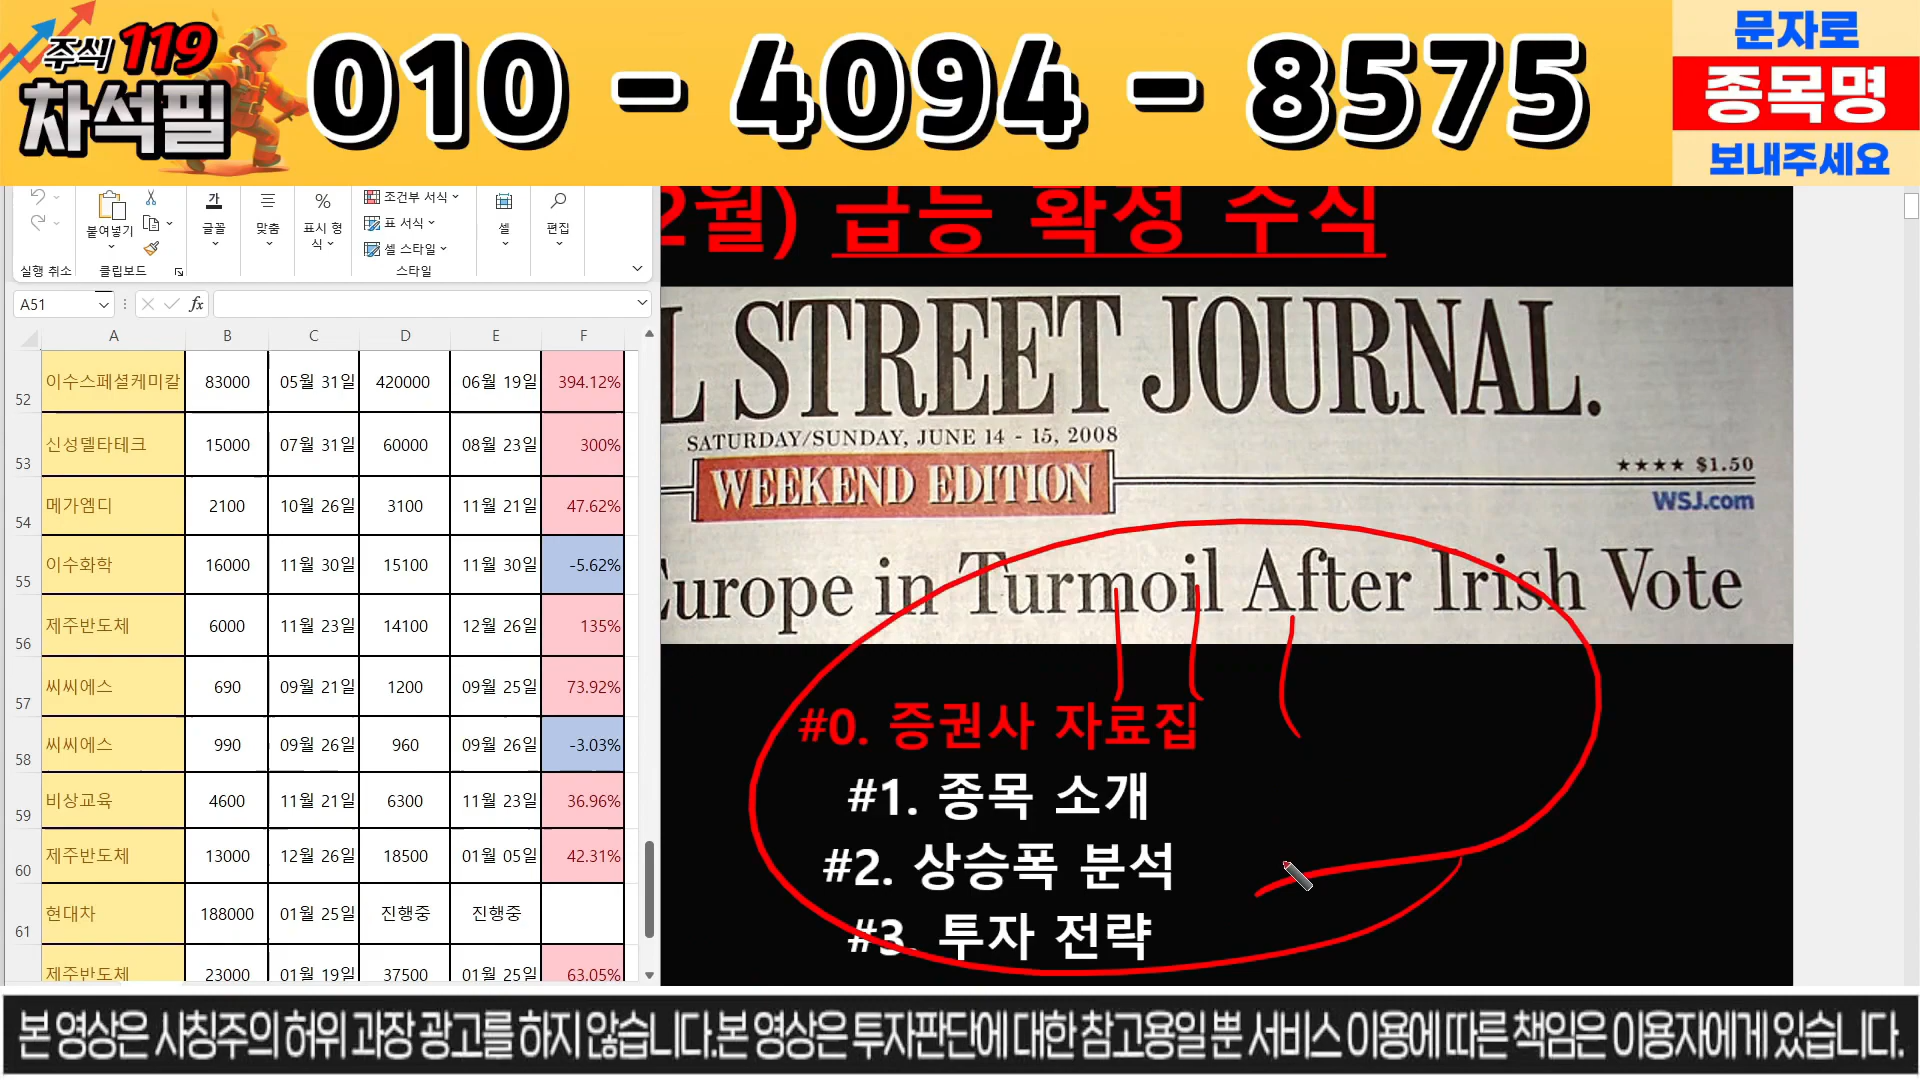 주식 119
차석필
010 - 4094 - 8575
문자로
종목명
보내주세요
실행 취소
붙여넣기
클립보드
가
글꼴
맞춤
%
표시 형식
조건부 서식
표 서식
셀 스타일
스타일
셀
편집
A51
fx
A B C D E F
52 이수스페셜케미칼 83000 05월 31일 420000 06월 19일 394.12%
53 신성델타테크 15000 07월 31일 60000 08월 23일 300%
54 메가엠디 2100 10월 26일 3100 11월 21일 47.62%
55 이수화학 16000 11월 30일 15100 11월 30일 -5.62%
56 제주반도체 6000 11월 23일 14100 12월 26일 135%
57 씨씨에스 690 09월 21일 1200 09월 25일 73.92%
58 씨씨에스 990 09월 26일 960 09월 26일 -3.03%
59 비상교육 4600 11월 21일 6300 11월 23일 36.96%
60 제주반도체 13000 12월 26일 18500 01월 05일 42.31%
61 현대차 188000 01월 25일 진행중 진행중
제주반도체 23000 01월 19일 37500 01월 25일 63.05%
2월) 급등 확정 주식
L STREET JOURNAL.
SATURDAY/SUNDAY, JUNE 14 - 15, 2008
WEEKEND EDITION
★★★★ $1.50
WSJ.com
Europe in Turmoil After Irish Vote
#0. 증권사 자료집
#1. 종목 소개
#2. 상승폭 분석
#3. 투자 전략
본 영상은 사칭주의 허위 과장 광고를 하지 않습니다.본 영상은 투자판단에 대한 참고용일 뿐 서비스 이용에 따른 책임은 이용자에게 있습니다.